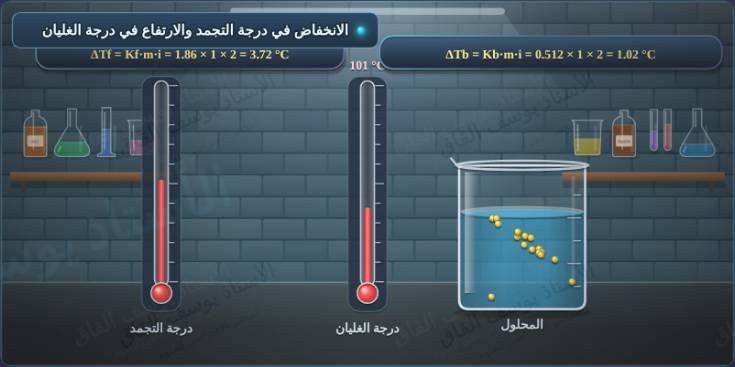 الانخفاض في درجة التجمد والارتفاع في درجة الغليان
ΔTf = Kf·m·i = 1.86 × 1 × 2 = 3.72 °C
ΔTb = Kb·m·i = 0.512 × 1 × 2 = 1.02 °C
101 °C
درجة التجمد
درجة الغليان
المحلول